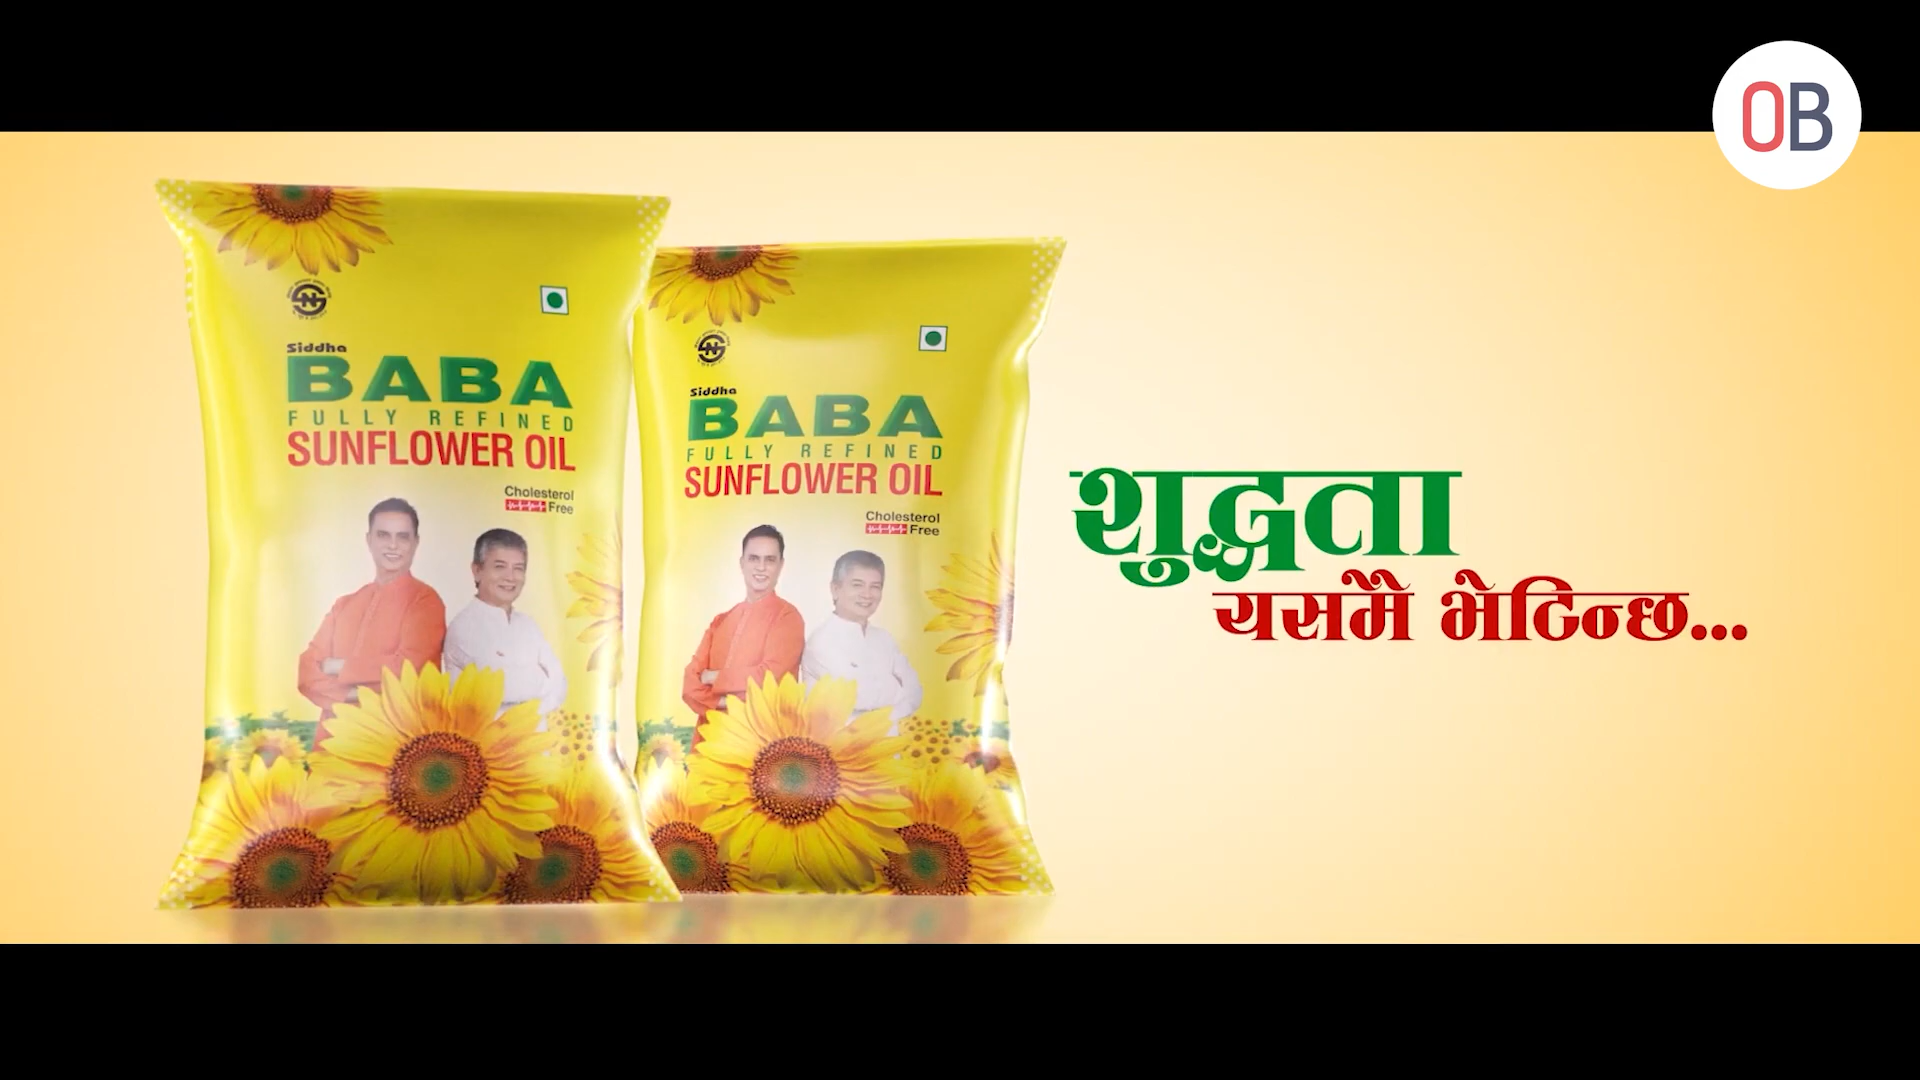 OB
Siddha
BABA
FULLY REFINED
SUNFLOWER OIL
Cholesterol
Free
Siddha
BABA
FULLY REFINED
SUNFLOWER OIL
Cholesterol
Free
शुद्धता
यसमै भेटिन्छ...